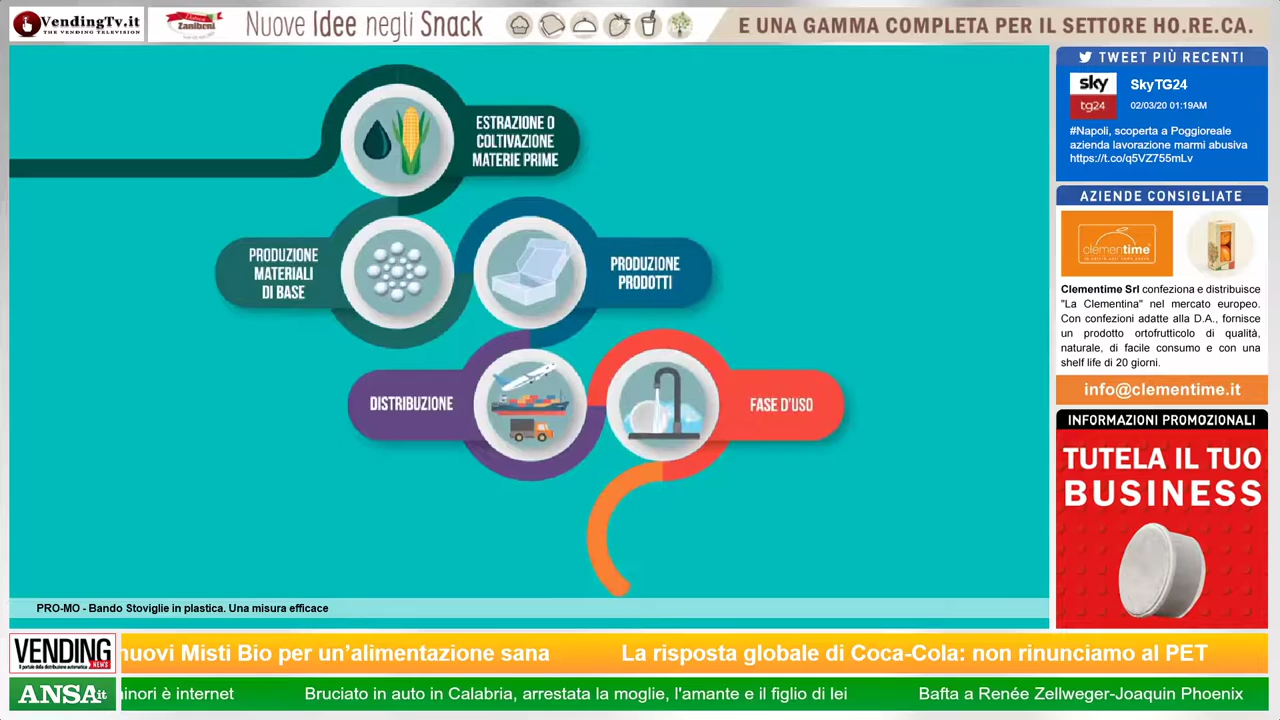 VendingTv.it
THE VENDING TELEVISION
Zaniboni
Nuove Idee negli Snack
E UNA GAMMA COMPLETA PER IL SETTORE HO.RE.CA.
ESTRAZIONE O
COLTIVAZIONE
MATERIE PRIME
PRODUZIONE
MATERIALI
DI BASE
PRODUZIONE
PRODOTTI
DISTRIBUZIONE
FASE D'USO
PRO-MO - Bando Stoviglie in plastica. Una misura efficace
TWEET PIÙ RECENTI
sky
tg24
SkyTG24
02/03/20 01:19AM
#Napoli, scoperta a Poggioreale
azienda lavorazione marmi abusiva
https://t.co/q5VZ755mLv
AZIENDE CONSIGLIATE
clementime
Clementime Srl confeziona e distribuisce
"La Clementina" nel mercato europeo.
Con confezioni adatte alla D.A., fornisce
un prodotto ortofrutticolo di qualità,
naturale, di facile consumo e con una
shelf life di 20 giorni.
info@clementime.it
INFORMAZIONI PROMOZIONALI
TUTELA IL TUO
BUSINESS
VENDING
NEWS
Il portale della distribuzione automatica
nuovi Misti Bio per un'alimentazione sana La risposta globale di Coca-Cola: non rinunciamo al PET
ANSA.it
minori è internet Bruciato in auto in Calabria, arrestata la moglie, l'amante e il figlio di lei Bafta a Renée Zellweger-Joaquin Phoenix